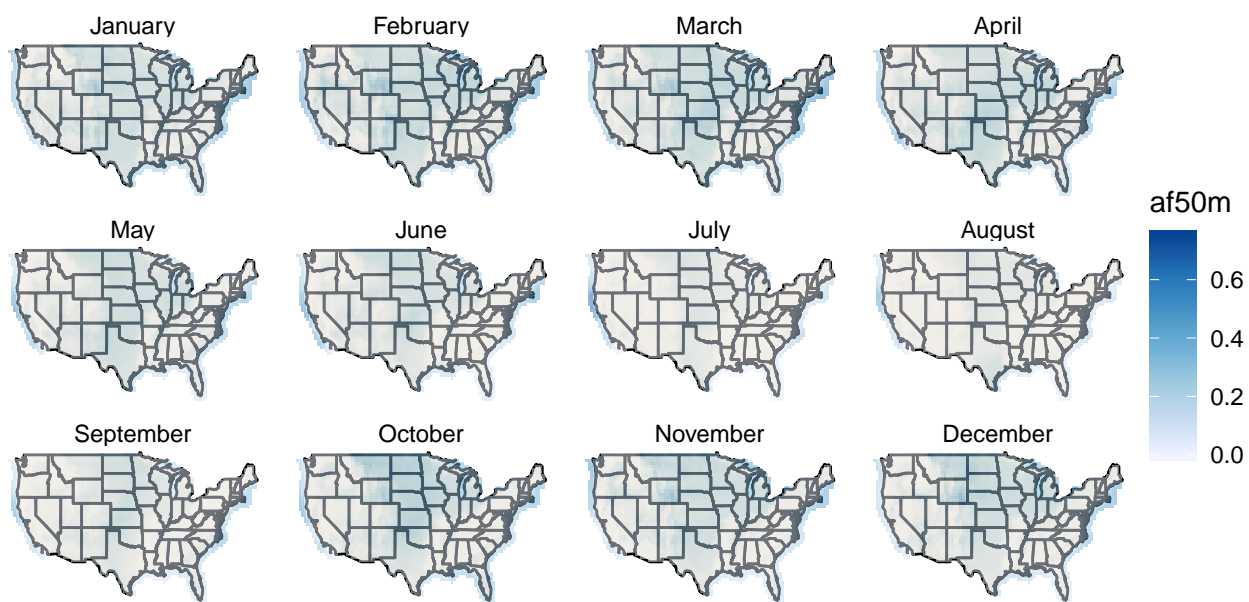 January February March April
May June July August
af50m
0.6
0.4
0.2
0.0
September October November December